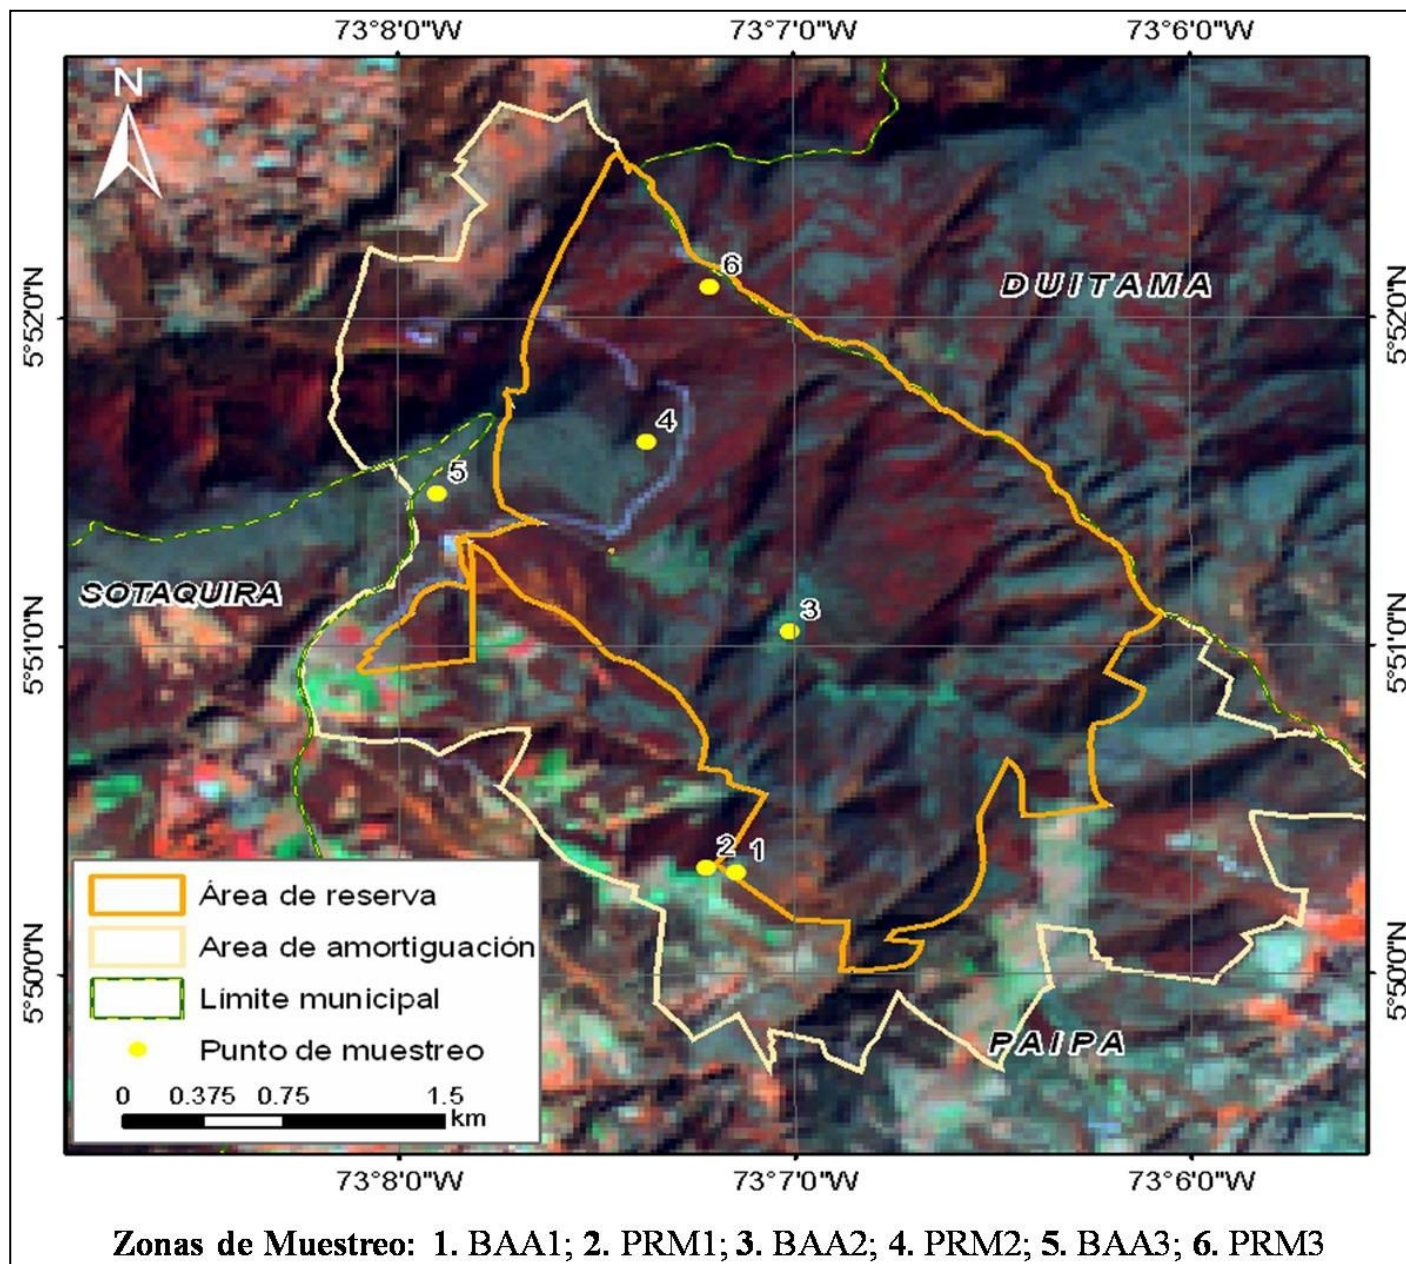 73°8'0"W 73°7'0"W 73°6'0"W
N
6
DUITAMA
5°52'0"N 5°52'0"N
4
5
SOTAQUIRA
3
5°51'0"N 5°51'0"N
2 1
Área de reserva
Area de amortiguación
Límite municipal
Punto de muestreo
0 0.375 0.75 1.5
km
5°50'0"N 5°50'0"N
PAIPA
73°8'0"W 73°7'0"W 73°6'0"W
Zonas de Muestreo: 1. BAA1; 2. PRM1; 3. BAA2; 4. PRM2; 5. BAA3; 6. PRM3